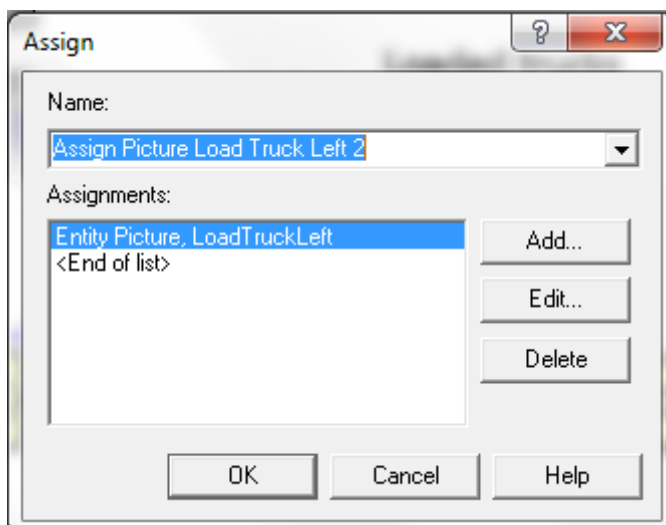 Assign
Name:
Assign Picture Load Truck Left 2
Assignments:
Entity Picture, LoadTruckLeft
<End of list>
Add...
Edit...
Delete
OK
Cancel
Help